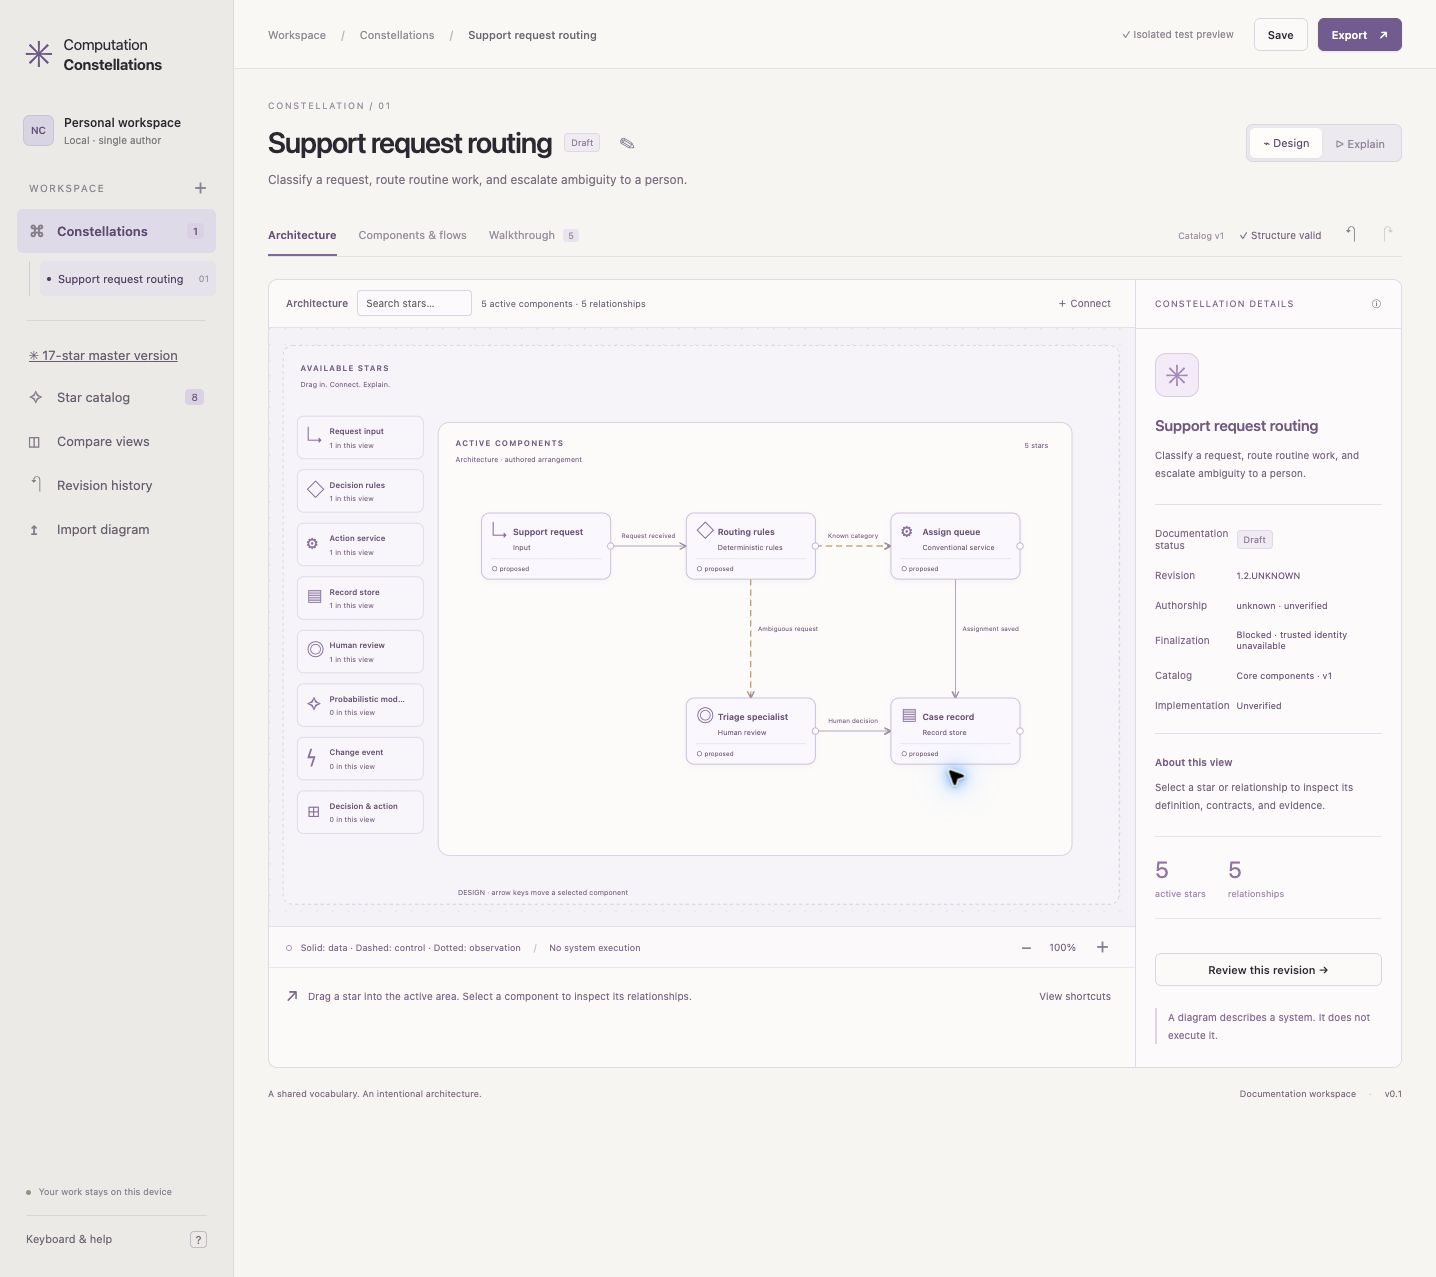 Computation
Constellations
NC
Personal workspace
Local · single author
WORKSPACE
+
⌘ Constellations 1
• Support request routing 01
✳ 17-star master version
Star catalog 8
Compare views
Revision history
Import diagram
Your work stays on this device
Keyboard & help ?
Workspace / Constellations / Support request routing
✓ Isolated test preview
Save
Export ↗
CONSTELLATION / 01
Support request routing Draft
Classify a request, route routine work, and escalate ambiguity to a person.
Design
Explain
Architecture
Components & flows
Walkthrough 5
Catalog v1
✓ Structure valid
Architecture
Search stars...
5 active components · 5 relationships
+ Connect
AVAILABLE STARS
Drag in. Connect. Explain.
Request input
1 in this view
Decision rules
1 in this view
Action service
1 in this view
Record store
1 in this view
Human review
1 in this view
Probabilistic mod...
0 in this view
Change event
0 in this view
Decision & action
0 in this view
ACTIVE COMPONENTS
Architecture · authored arrangement
5 stars
Support request
Input
proposed
Request received
Routing rules
Deterministic rules
proposed
Known category
Assign queue
Conventional service
proposed
Ambiguous request
Assignment saved
Triage specialist
Human review
proposed
Human decision
Case record
Record store
proposed
DESIGN · arrow keys move a selected component
Solid: data · Dashed: control · Dotted: observation / No system execution
− 100% +
↗ Drag a star into the active area. Select a component to inspect its relationships.
View shortcuts
CONSTELLATION DETAILS ⓘ
Support request routing
Classify a request, route routine work, and
escalate ambiguity to a person.
Documentation
status
Draft
Revision 1.2.UNKNOWN
Authorship unknown · unverified
Finalization Blocked · trusted identity
unavailable
Catalog Core components · v1
Implementation Unverified
About this view
Select a star or relationship to inspect its
definition, contracts, and evidence.
5
active stars
5
relationships
Review this revision →
A diagram describes a system. It does not
execute it.
A shared vocabulary. An intentional architecture.
Documentation workspace · v0.1